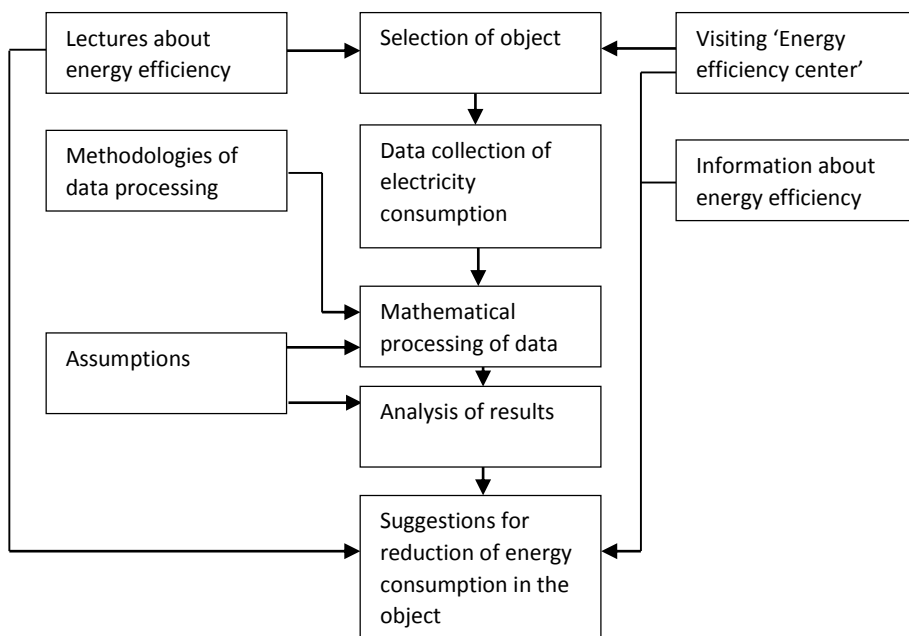 Lectures about
energy efficiency
Selection of object
Visiting ‘Energy
efficiency center’
Methodologies of
data processing
Data collection of
electricity
consumption
Information about
energy efficiency
Mathematical
processing of data
Assumptions
Analysis of results
Suggestions for
reduction of energy
consumption in the
object